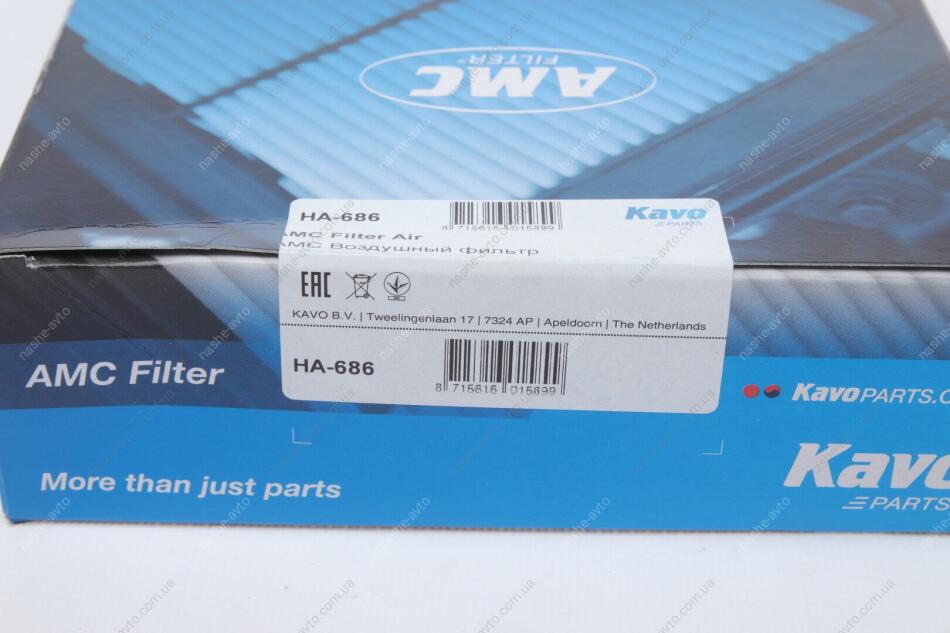 AMC
FILTER®
HA-686
8 715616 015899
Kavo
PARTS
AMC Filter Air
AMC Воздушный фильтр
EAC
KAVO B.V. | Tweelingenlaan 17 | 7324 AP | Apeldoorn | The Netherlands
HA-686
8 715616 015899
AMC Filter
KavoPARTS.C
More than just parts
Kavo
PARTS
nashe-avto.com.ua